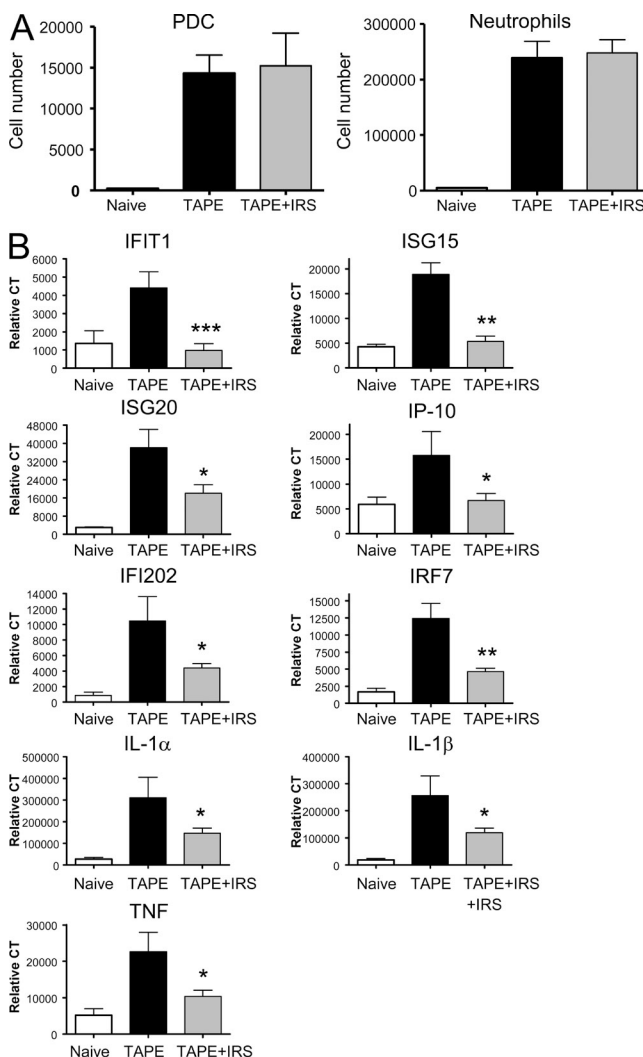 A
PDC
Neutrophils
Cell number
20000
15000
10000
5000
0
Naive TAPE TAPE+IRS
Cell number
300000
200000
100000
0
Naive TAPE TAPE+IRS
B
IFIT1
Relative CT
6000
5000
4000
3000
2000
1000
0
***
Naive TAPE TAPE+IRS
ISG15
20000
15000
10000
5000
0
Relative CT
**
Naive TAPE TAPE+IRS
ISG20
Relative CT
48000
40000
32000
24000
16000
8000
0
*
Naive TAPE TAPE+IRS
IP-10
Relative CT
20000
15000
10000
5000
0
*
Naive TAPE TAPE+IRS
IFI202
Relative CT
14000
12000
10000
8000
6000
4000
2000
0
*
Naive TAPE TAPE+IRS
IRF7
Relative CT
15000
12500
10000
7500
5000
2500
0
**
Naive TAPE TAPE+IRS
IL-1α
Relative CT
500000
400000
300000
200000
100000
0
*
Naive TAPE TAPE+IRS
IL-1β
Relative CT
400000
300000
200000
100000
0
*
Naive TAPE TAPE+IRS
+IRS
TNF
Relative CT
30000
20000
10000
0
*
Naive TAPE TAPE+IRS